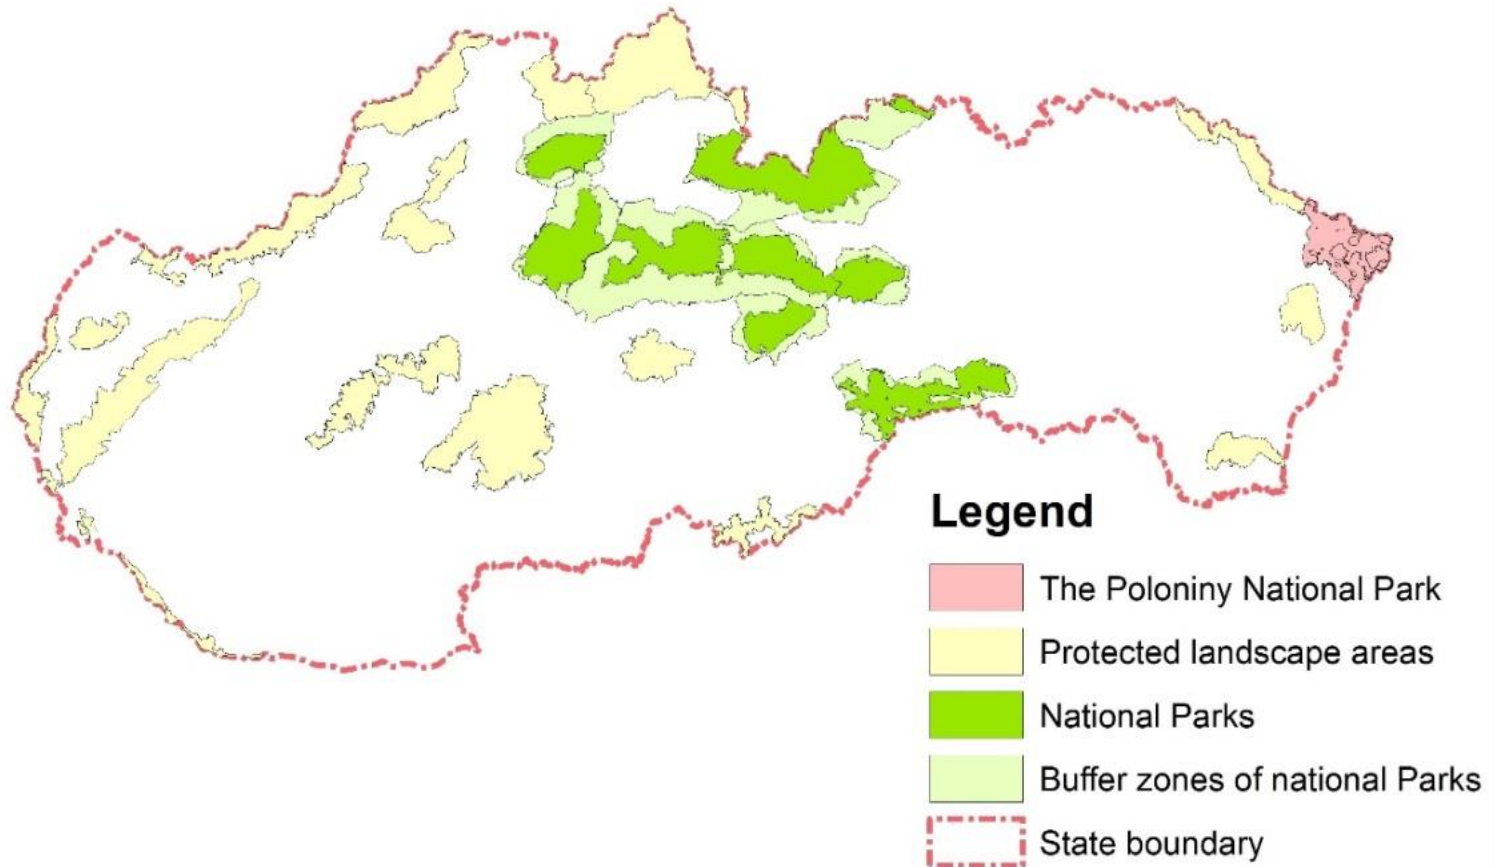 Legend
The Poloniny National Park
Protected landscape areas
National Parks
Buffer zones of national Parks
State boundary